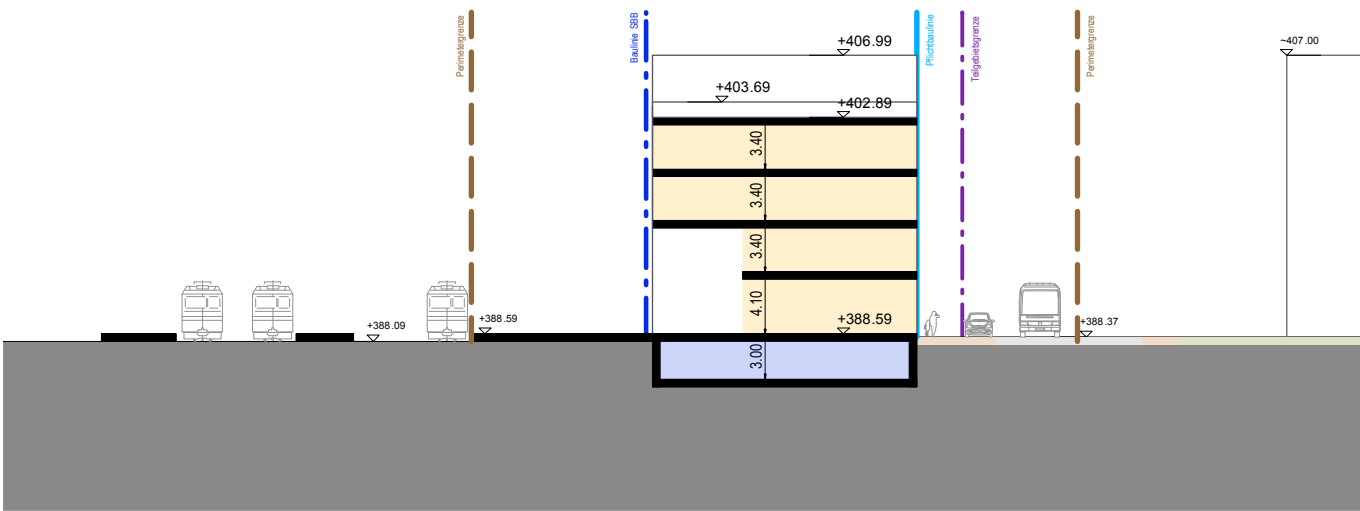 Perimetergrenze
Baulinie SBB
Pflichtbaulinie
Teilgebietsgrenze
Perimetergrenze
+406.99
~407.00
+403.69
+402.89
3.40
3.40
3.40
4.10
+388.59
+388.09
+388.59
+388.37
3.00